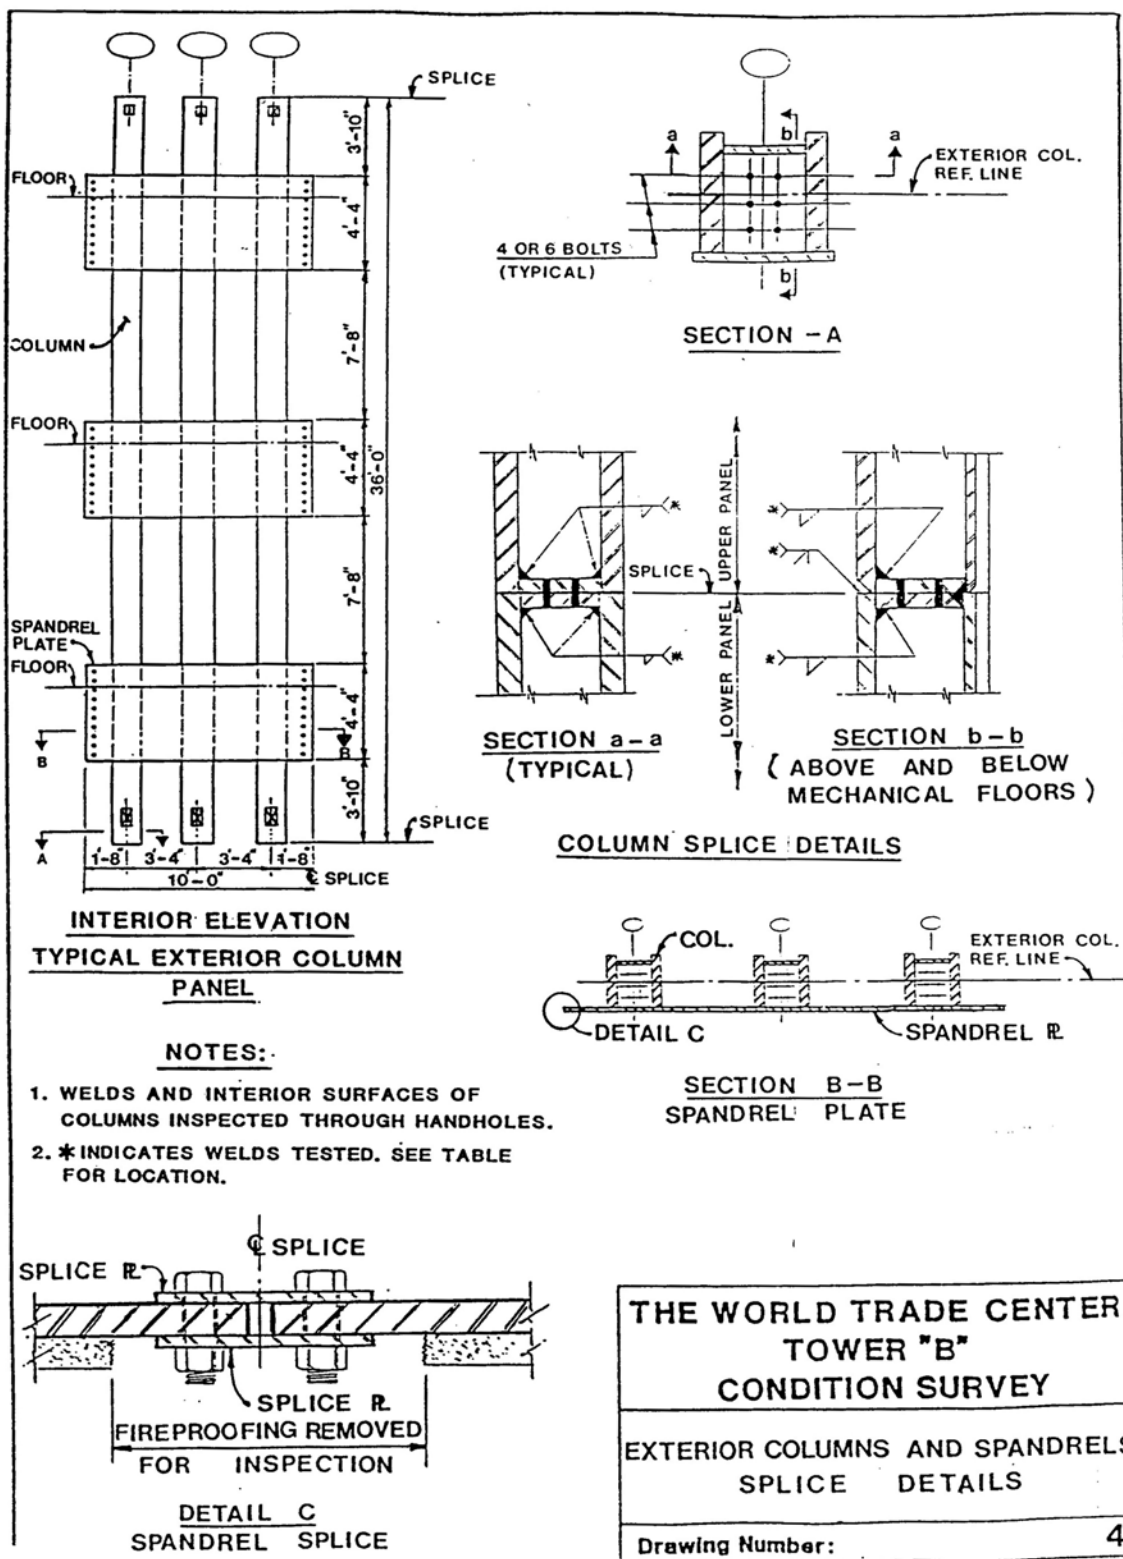 SPLICE
3'-10"
FLOOR
4'-4"
COLUMN
7'-8"
FLOOR
4'-4"
36'-0"
7'-8"
SPANDREL
PLATE
FLOOR
4'-4"
B
B
3'-10"
SPLICE
A
1'-8" 3'-4" 3'-4" 1'-8"
10'-0"
℄ SPLICE
INTERIOR ELEVATION
TYPICAL EXTERIOR COLUMN
PANEL
b
a
a
EXTERIOR COL.
REF. LINE
4 OR 6 BOLTS
(TYPICAL)
b
SECTION - A
UPPER PANEL
*
*
*
SPLICE
LOWER PANEL
*
*
SECTION a-a
(TYPICAL)
SECTION b-b
(ABOVE AND BELOW
MECHANICAL FLOORS)
COLUMN SPLICE DETAILS
COL.
EXTERIOR COL.
REF. LINE
DETAIL C
SPANDREL ⅊
SECTION B-B
SPANDREL PLATE
NOTES:
1. WELDS AND INTERIOR SURFACES OF
COLUMNS INSPECTED THROUGH HANDHOLES.
2. * INDICATES WELDS TESTED. SEE TABLE
FOR LOCATION.
℄ SPLICE
SPLICE ⅊
SPLICE ⅊
FIREPROOFING REMOVED
FOR INSPECTION
DETAIL C
SPANDREL SPLICE
THE WORLD TRADE CENTER
TOWER "B"
CONDITION SURVEY
EXTERIOR COLUMNS AND SPANDRELS
SPLICE DETAILS
Drawing Number: 4